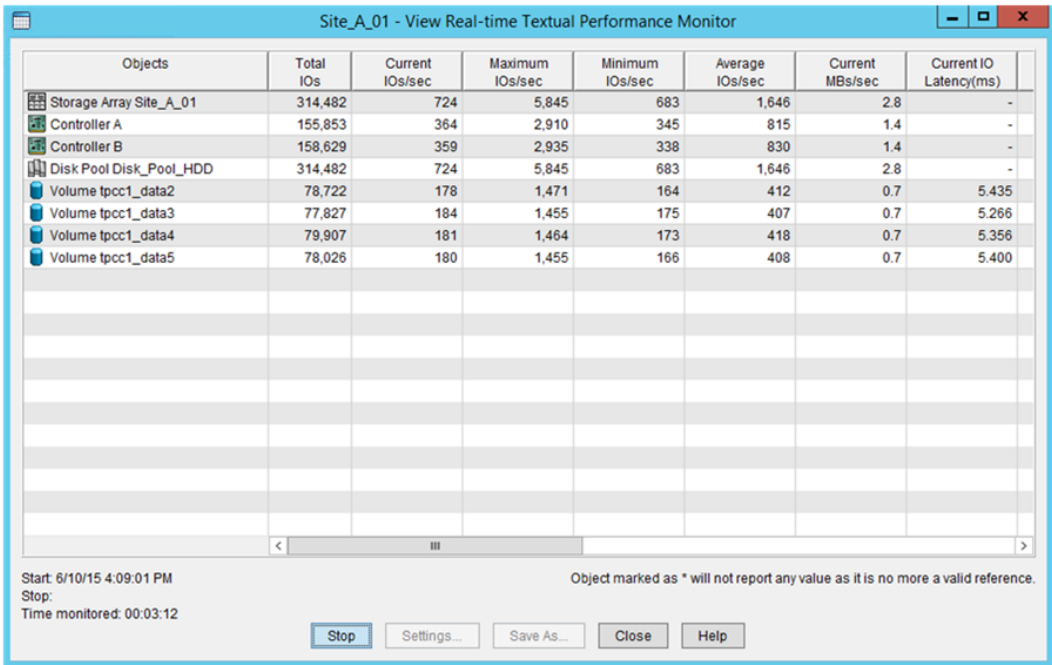 Site_A_01 - View Real-time Textual Performance Monitor
Objects Total IOs Current IOs/sec Maximum IOs/sec Minimum IOs/sec Average IOs/sec Current MBs/sec Current IO Latency(ms)
Storage Array Site_A_01 314,482 724 5,845 683 1,646 2.8 -
Controller A 155,853 364 2,910 345 815 1.4 -
Controller B 158,629 359 2,935 338 830 1.4 -
Disk Pool Disk_Pool_HDD 314,482 724 5,845 683 1,646 2.8 -
Volume tpcc1_data2 78,722 178 1,471 164 412 0.7 5.435
Volume tpcc1_data3 77,827 184 1,455 175 407 0.7 5.266
Volume tpcc1_data4 79,907 181 1,464 173 418 0.7 5.356
Volume tpcc1_data5 78,026 180 1,455 166 408 0.7 5.400
Start: 6/10/15 4:09:01 PM Object marked as * will not report any value as it is no more a valid reference.
Stop:
Time monitored: 00:03:12
Stop Settings... Save As... Close Help